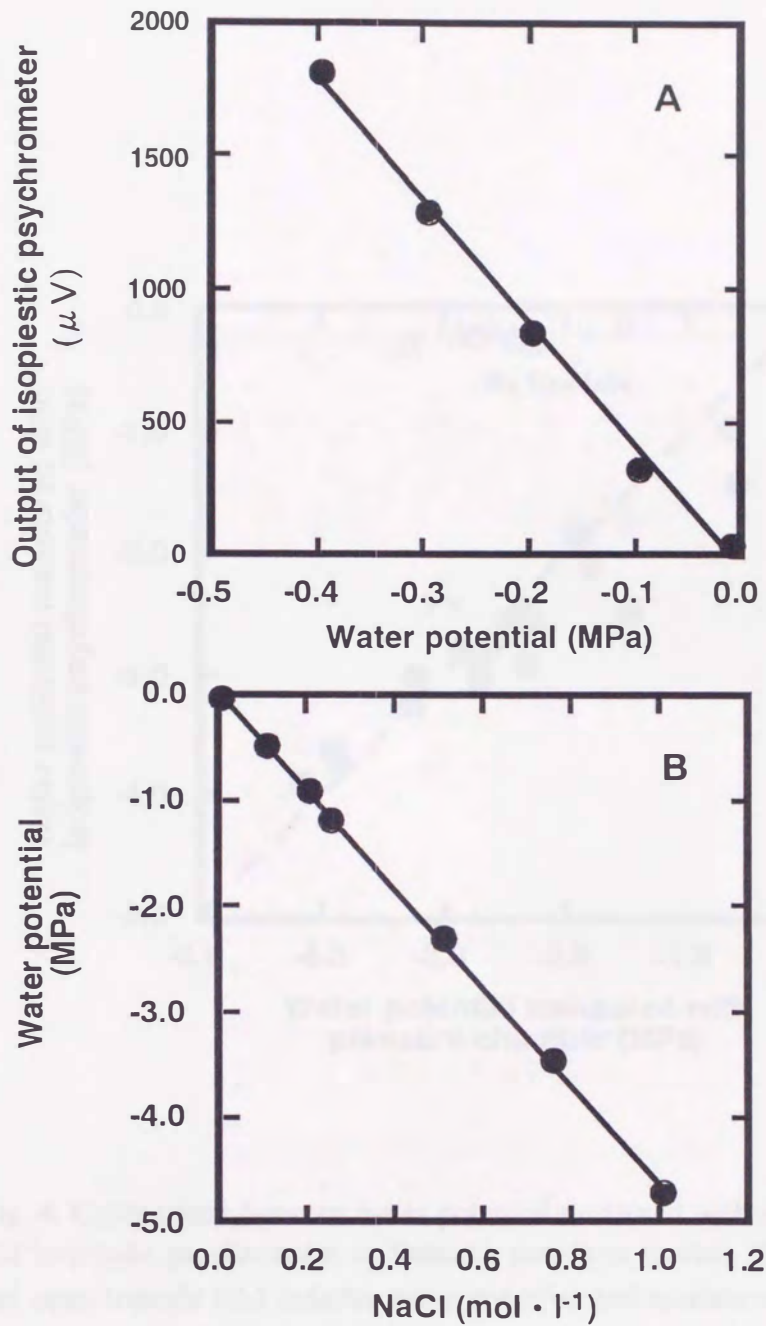 2000
1500
1000
500
0
Output of isopiestic psychrometer
(μV)
A
-0.5 -0.4 -0.3 -0.2 -0.1 0.0
Water potential (MPa)
0.0
-1.0
-2.0
-3.0
-4.0
-5.0
Water potential
(MPa)
B
0.0 0.2 0.4 0.6 0.8 1.0 1.2
NaCl (mol · l-1)